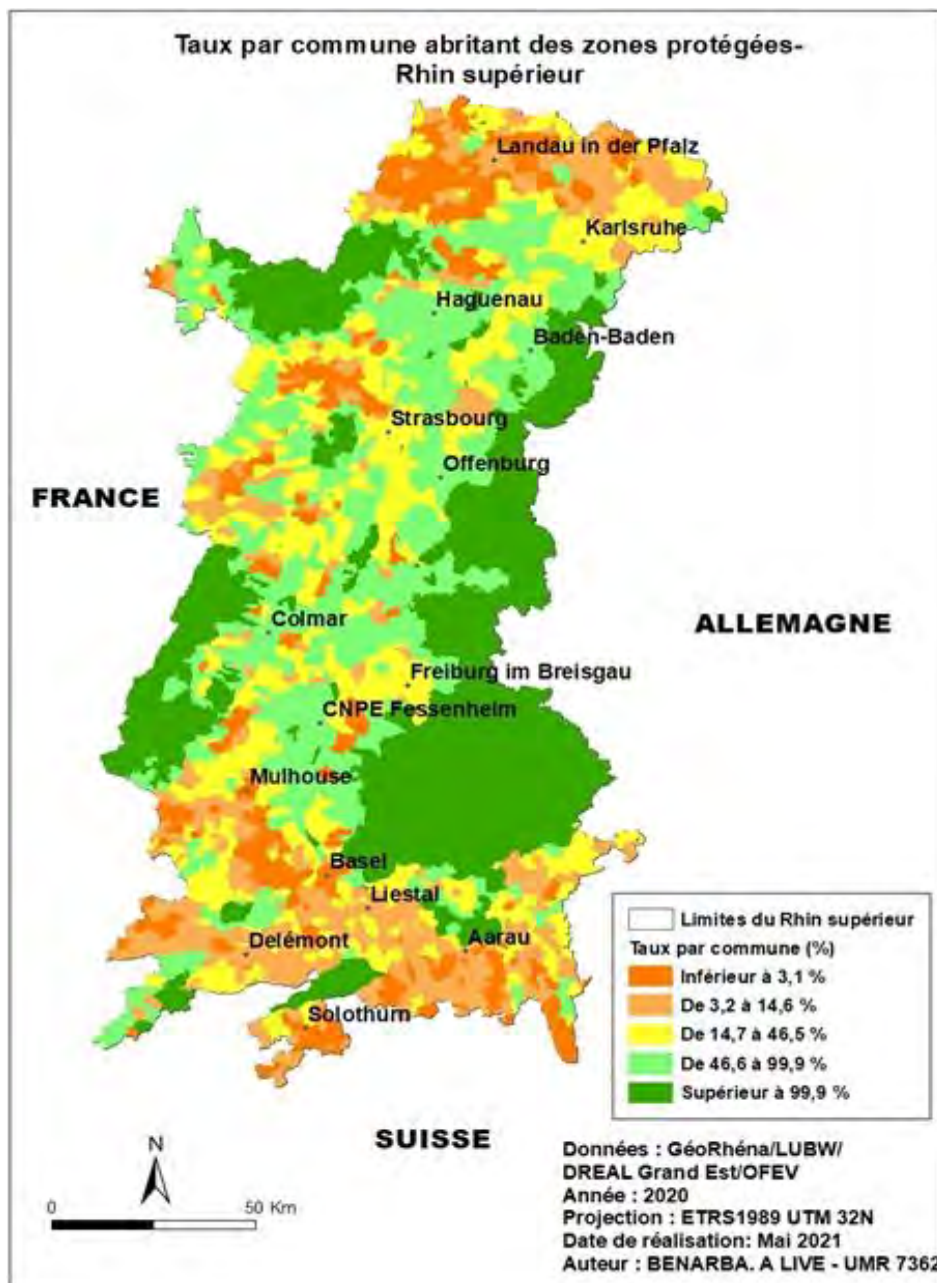 Taux par commune abritant des zones protégées-
Rhin supérieur
Landau in der Pfalz
Karlsruhe
Haguenau
Baden-Baden
Strasbourg
Offenburg
FRANCE
Colmar
ALLEMAGNE
Freiburg im Breisgau
CNPE Fessenheim
Mulhouse
Basel
Liestal
Delémont
Aarau
Solothurn
Limites du Rhin supérieur
Taux par commune (%)
Inférieur à 3,1 %
De 3,2 à 14,6 %
De 14,7 à 46,5 %
De 46,6 à 99,9 %
Supérieur à 99,9 %
SUISSE
N
0 50 Km
Données : GéoRhéna/LUBW/
DREAL Grand Est/OFEV
Année : 2020
Projection : ETRS1989 UTM 32N
Date de réalisation: Mai 2021
Auteur : BENARBA. A LIVE - UMR 7362